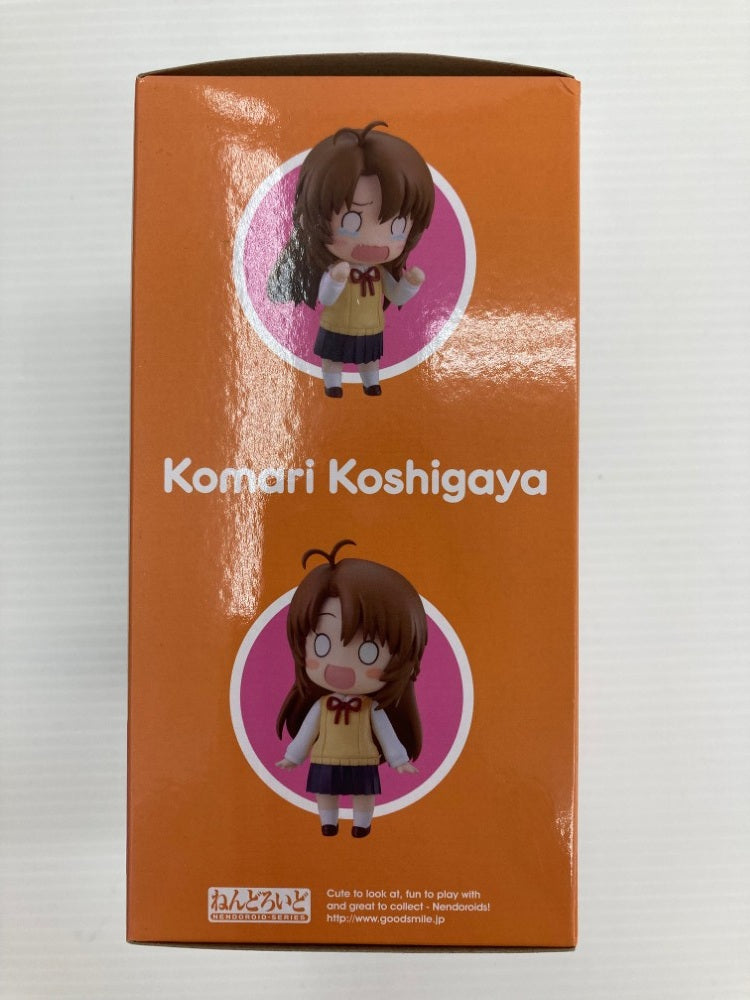 Komari Koshigaya
ねんどろいど
NENDOROID-SERIES
Cute to look at, fun to play with
and great to collect - Nendoroids!
http://www.goodsmile.jp